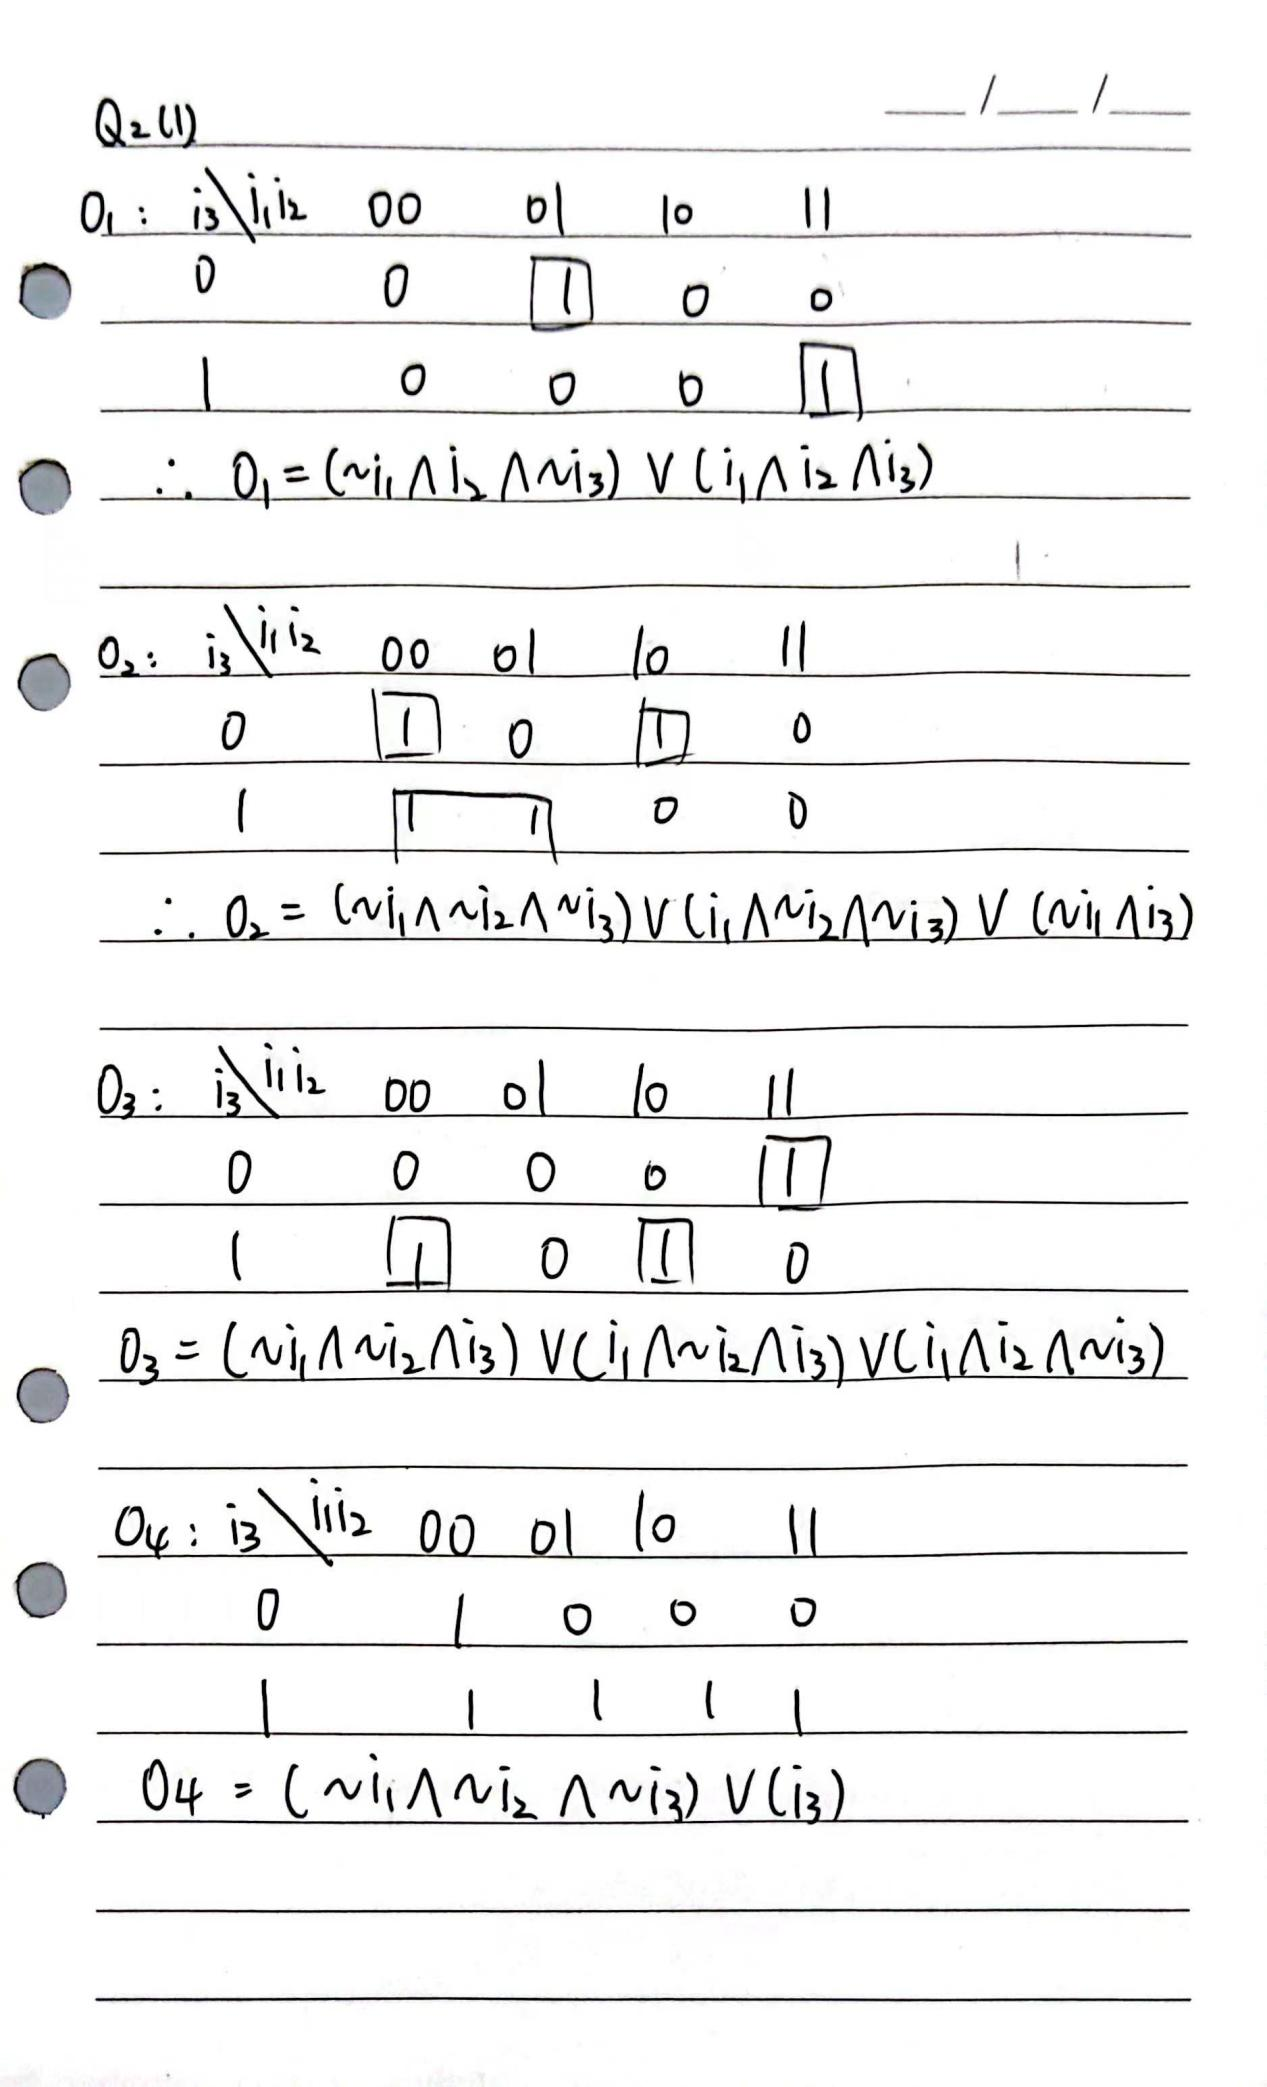 Q2(1)
__/__/__
O₁: i₃\i₁i₂ 00 01 10 11
0 0 1 0 0
1 0 0 0 1
∴ O₁ = (~i₁∧i₂∧~i₃) ∨ (i₁∧i₂∧i₃)
O₂: i₃\i₁i₂ 00 01 10 11
0 1 0 1 0
1 1 1 0 0
∴ O₂ = (~i₁∧~i₂∧~i₃) ∨ (i₁∧~i₂∧~i₃) ∨ (~i₁∧i₃)
O₃: i₃\i₁i₂ 00 01 10 11
0 0 0 0 1
1 1 0 1 0
O₃ = (~i₁∧~i₂∧i₃) ∨ (i₁∧~i₂∧i₃) ∨ (i₁∧i₂∧~i₃)
O₄: i₃\i₁i₂ 00 01 10 11
0 1 0 0 0
1 1 1 1 1
O4 = (~i₁∧~i₂∧~i₃) ∨ (i₃)